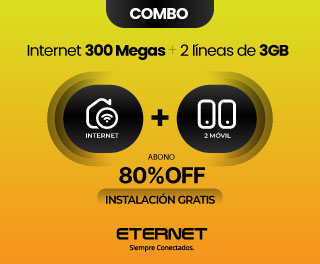 COMBO
Internet 300 Megas + 2 líneas de 3GB
INTERNET + 2 MÓVIL
ABONO
80%OFF
INSTALACIÓN GRATIS
ETERNET
Siempre Conectados.